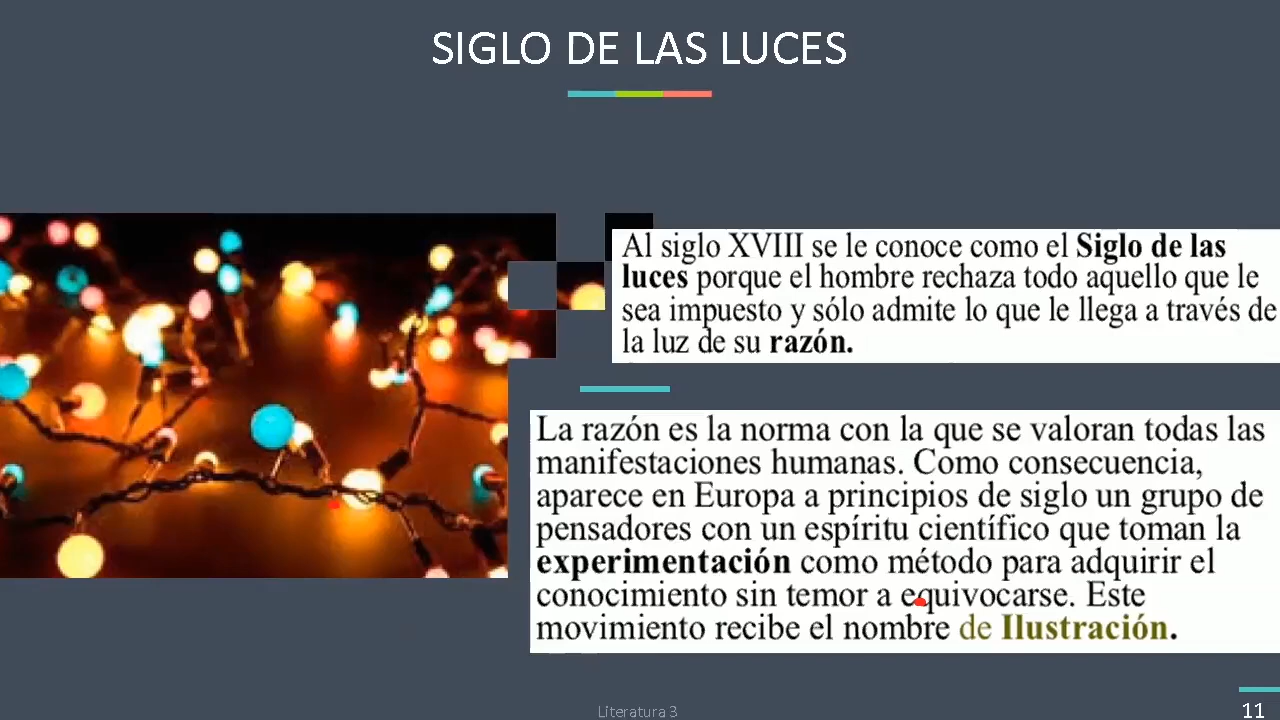 SIGLO DE LAS LUCES
Al siglo XVIII se le conoce como el Siglo de las
luces porque el hombre rechaza todo aquello que le
sea impuesto y sólo admite lo que le llega a través de
la luz de su razón.
La razón es la norma con la que se valoran todas las
manifestaciones humanas. Como consecuencia,
aparece en Europa a principios de siglo un grupo de
pensadores con un espíritu científico que toman la
experimentación como método para adquirir el
conocimiento sin temor a equivocarse. Este
movimiento recibe el nombre de Ilustración.
Literatura 3
11